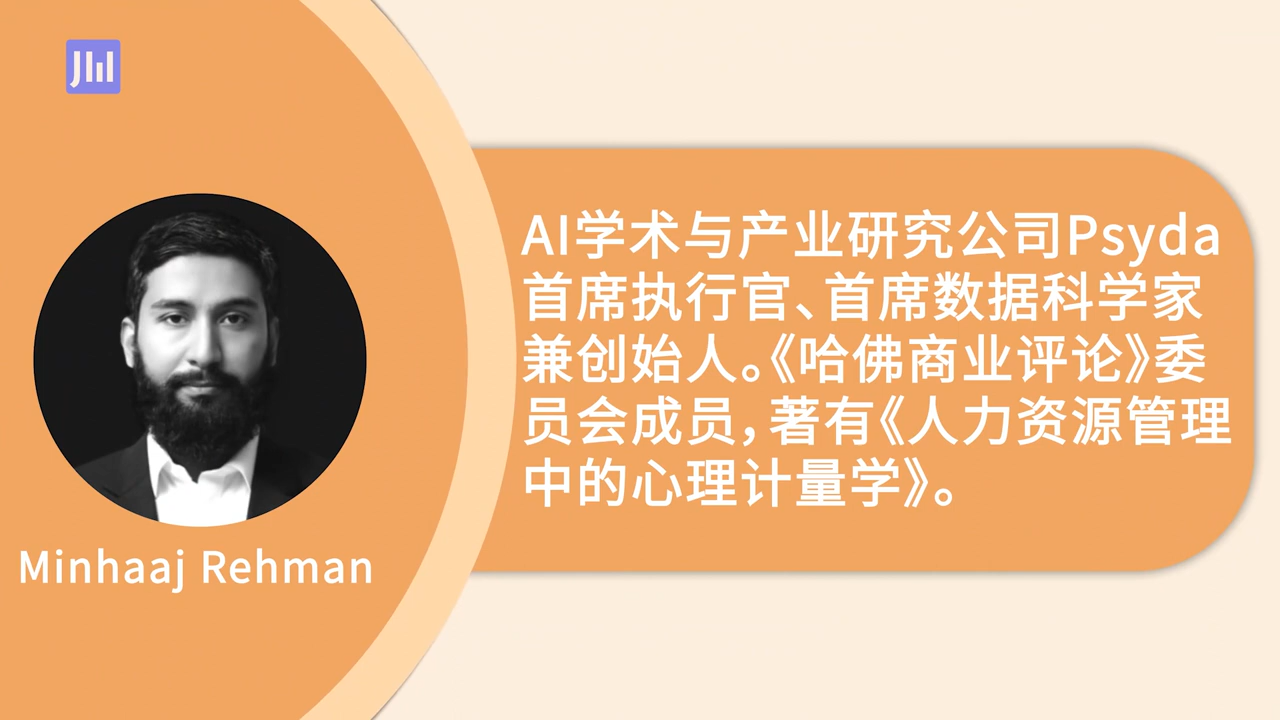 Minhaaj Rehman
AI学术与产业研究公司Psyda
首席执行官、首席数据科学家
兼创始人。《哈佛商业评论》委
员会成员，著有《人力资源管理
中的心理计量学》。